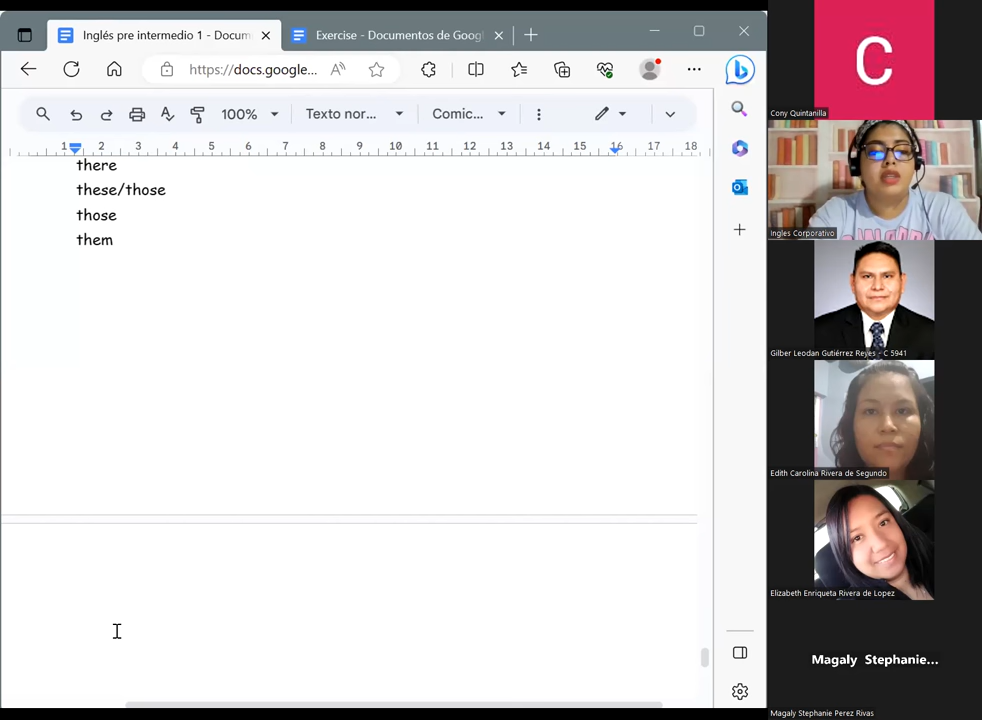 Inglés pre intermedio 1 - Docum
Exercise - Documentos de Goog
https://docs.google...
100%
Texto nor...
Comic...
1 2 3 4 5 6 7 8 9 10 11 12 13 14 15 16 17 18
there
these/those
those
them
C
Cony Quintanilla
Ingles Corporativo
Gilber Leodan Gutiérrez Reyes - C 5941
Edith Carolina Rivera de Segundo
Elizabeth Enriqueta Rivera de Lopez
Magaly Stephanie...
Magaly Stephanie Perez Rivas